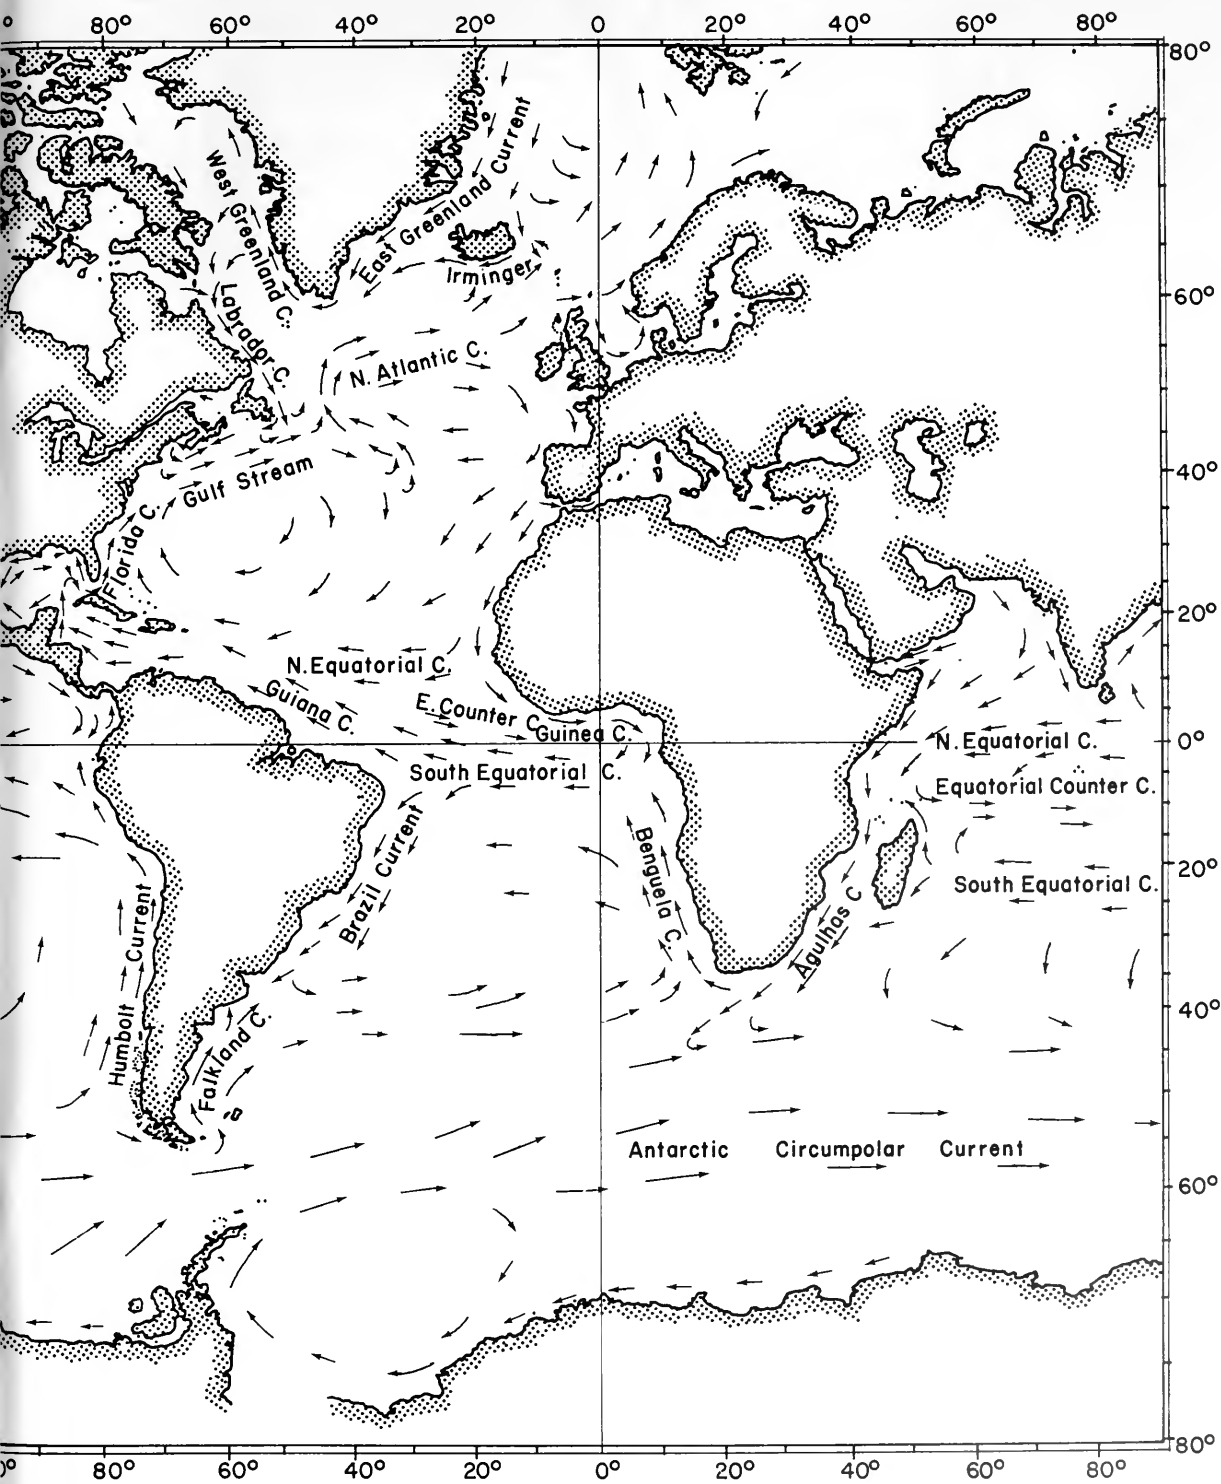 0
80° 60° 40° 20 0 20° 40° 60° 80°
80°
West Greenland C.
East Greenland Current
Irminger
60°
Labrador C.
N. Atlantic C.
40°
Gulf Stream
Florida C.
20°
N. Equatorial C.
Guiana C.
E. Counter C.
Guinea C.
N. Equatorial C.
0°
South Equatorial C.
Equatorial Counter C.
Brazil Current
Benguela C.
20°
South Equatorial C.
Agulhas C
Humbolt Current
Falkland C.
40°
Antarctic Circumpolar Current
60°
80°
0° 80° 60° 40° 20 0° 20° 40° 60° 80°